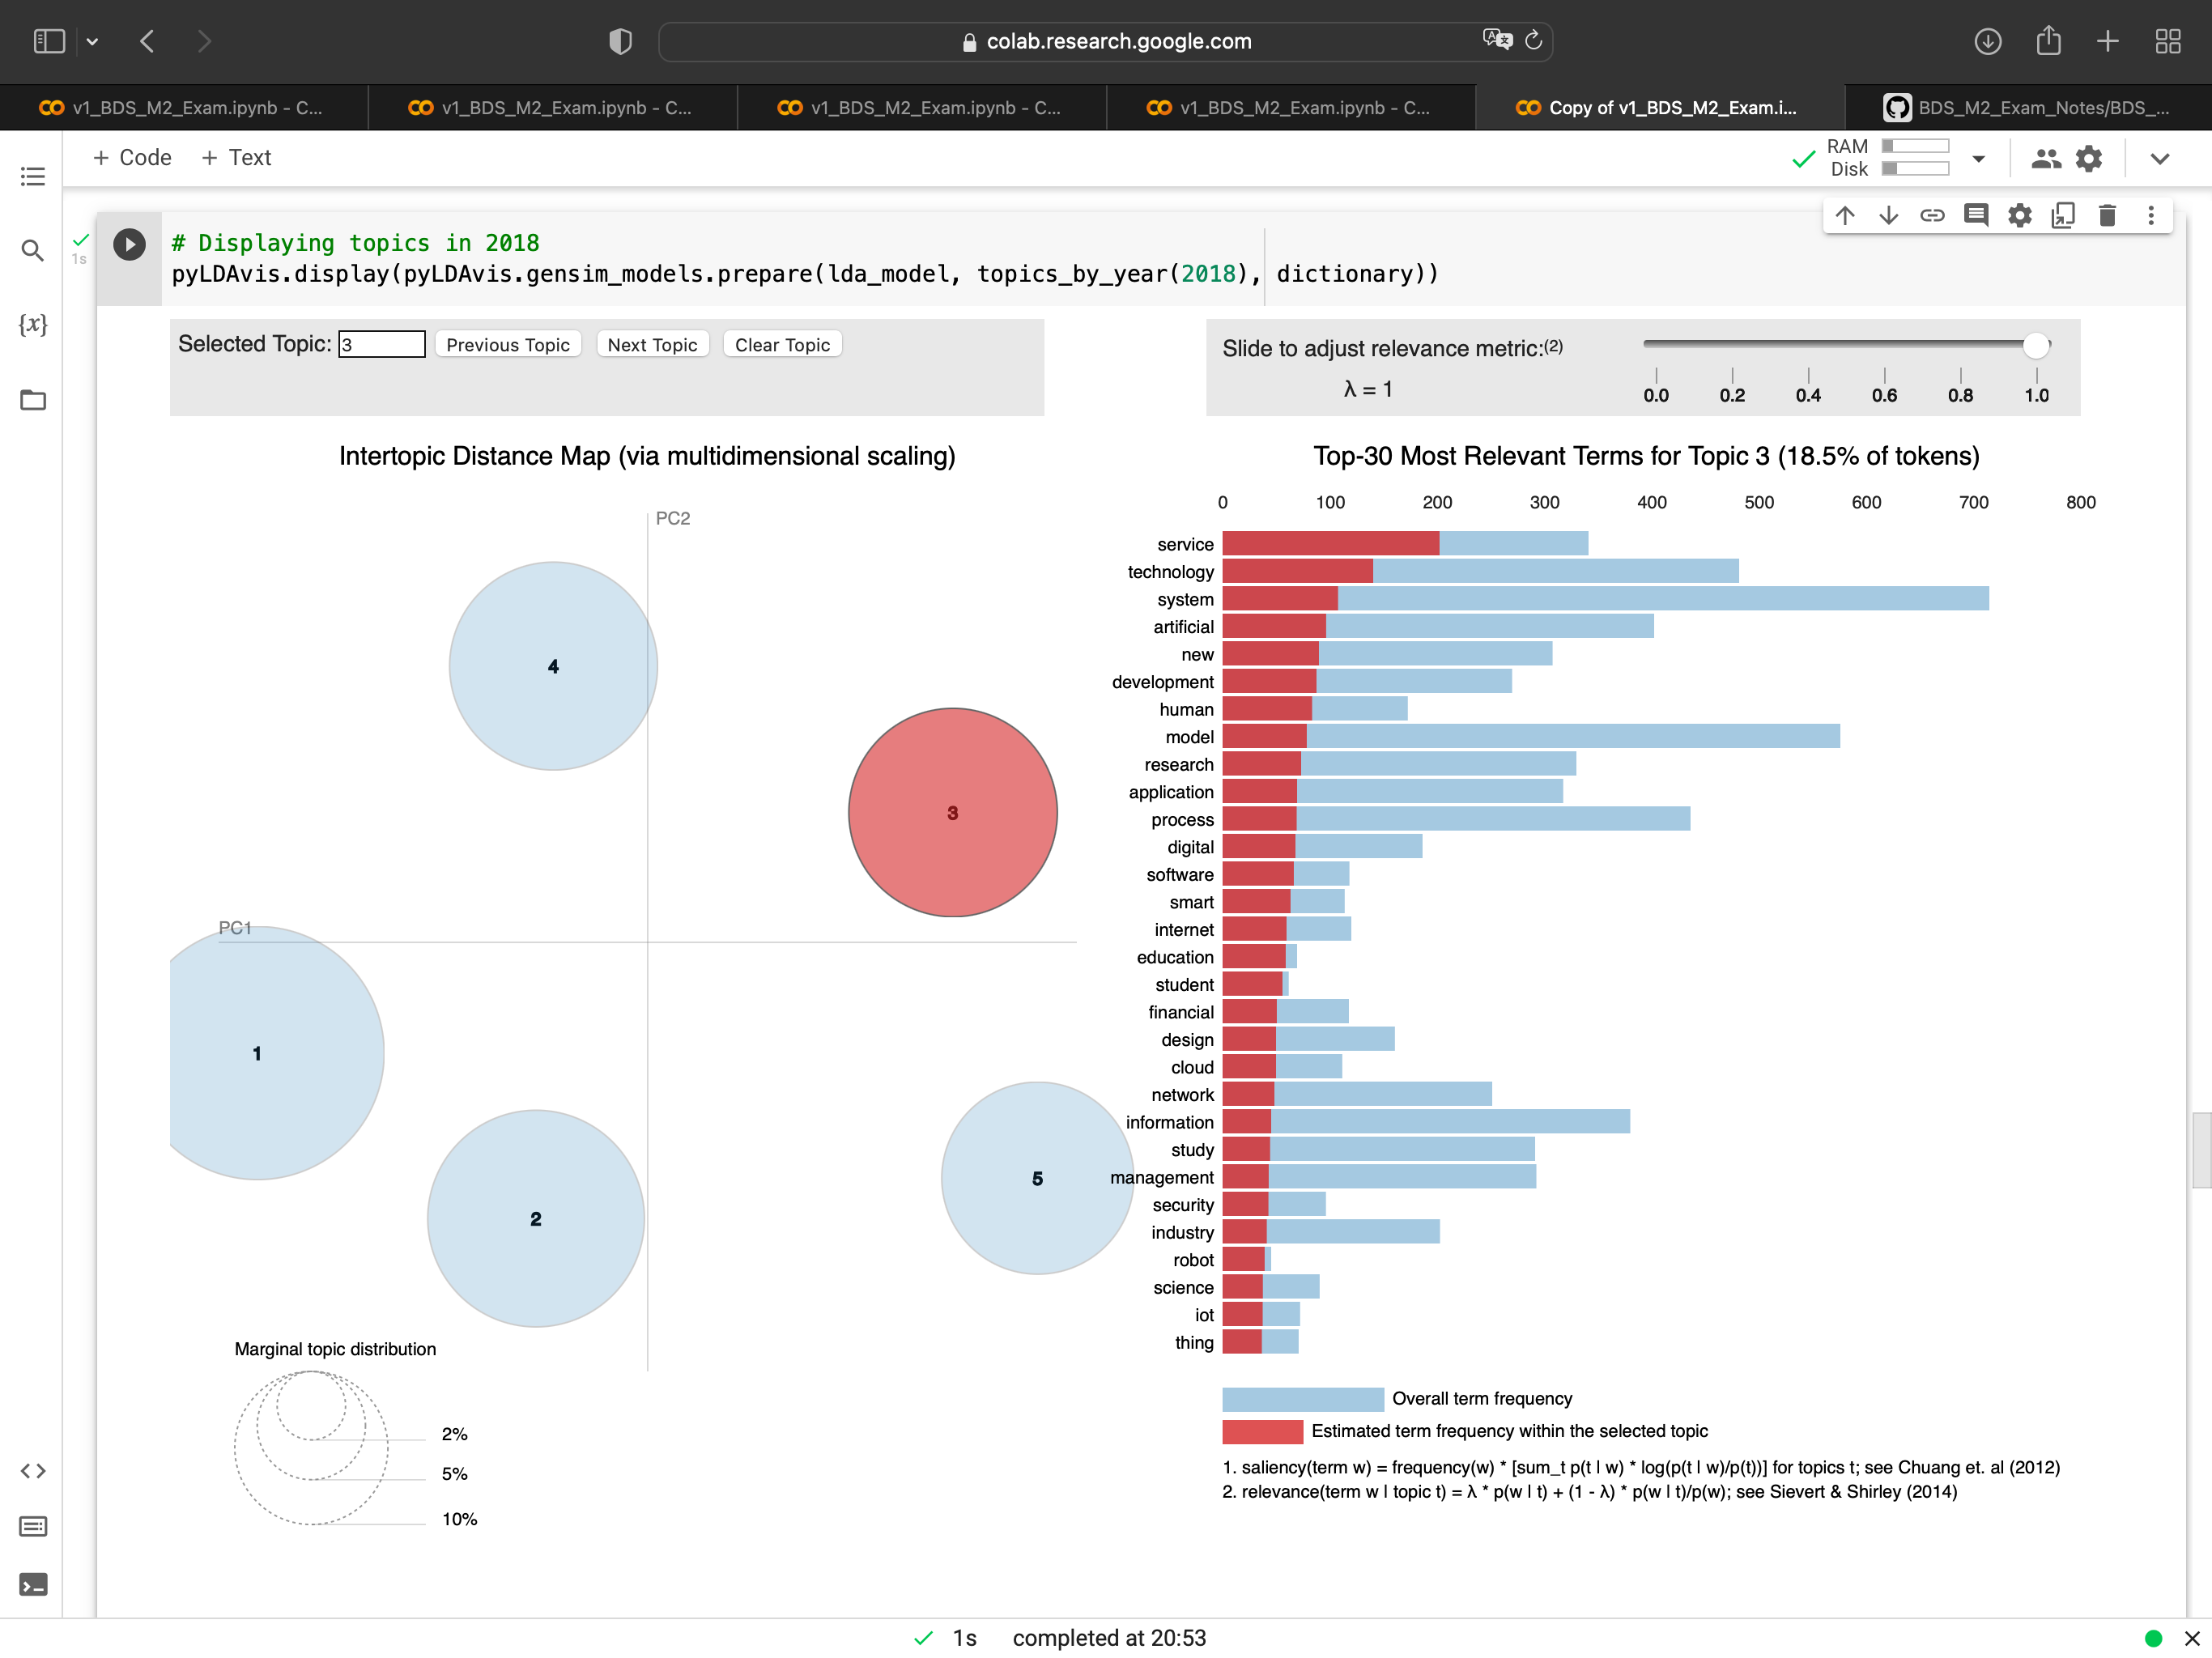 colab.research.google.com
v1_BDS_M2_Exam.ipynb - C...
v1_BDS_M2_Exam.ipynb - C...
v1_BDS_M2_Exam.ipynb - C...
v1_BDS_M2_Exam.ipynb - C...
Copy of v1_BDS_M2_Exam.i...
BDS_M2_Exam_Notes/BDS_...
+ Code + Text
RAM
Disk
1s
# Displaying topics in 2018
pyLDAvis.display(pyLDAvis.gensim_models.prepare(lda_model, topics_by_year(2018), dictionary))
Selected Topic: 3 Previous Topic Next Topic Clear Topic
Slide to adjust relevance metric:(2)
λ = 1
0.0 0.2 0.4 0.6 0.8 1.0
Intertopic Distance Map (via multidimensional scaling)
PC2
4
3
PC1
1
5
2
Marginal topic distribution
2%
5%
10%
Top-30 Most Relevant Terms for Topic 3 (18.5% of tokens)
0 100 200 300 400 500 600 700 800
service
technology
system
artificial
new
development
human
model
research
application
process
digital
software
smart
internet
education
student
financial
design
cloud
network
information
study
management
security
industry
robot
science
iot
thing
Overall term frequency
Estimated term frequency within the selected topic
1. saliency(term w) = frequency(w) * [sum_t p(t | w) * log(p(t | w)/p(t))] for topics t; see Chuang et. al (2012)
2. relevance(term w | topic t) = λ * p(w | t) + (1 - λ) * p(w | t)/p(w); see Sievert & Shirley (2014)
1s completed at 20:53